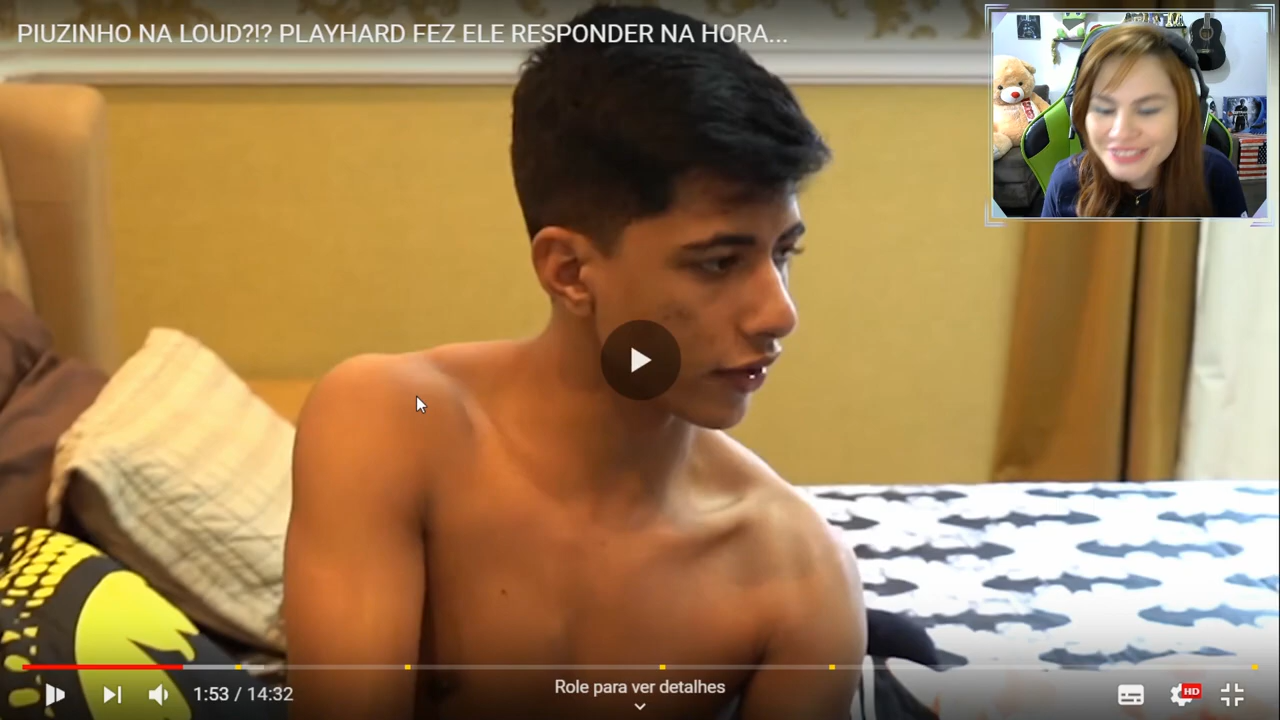 PIUZINHO NA LOUD?!? PLAYHARD FEZ ELE RESPONDER NA HORA...
1:53 / 14:32
Role para ver detalhes
HD